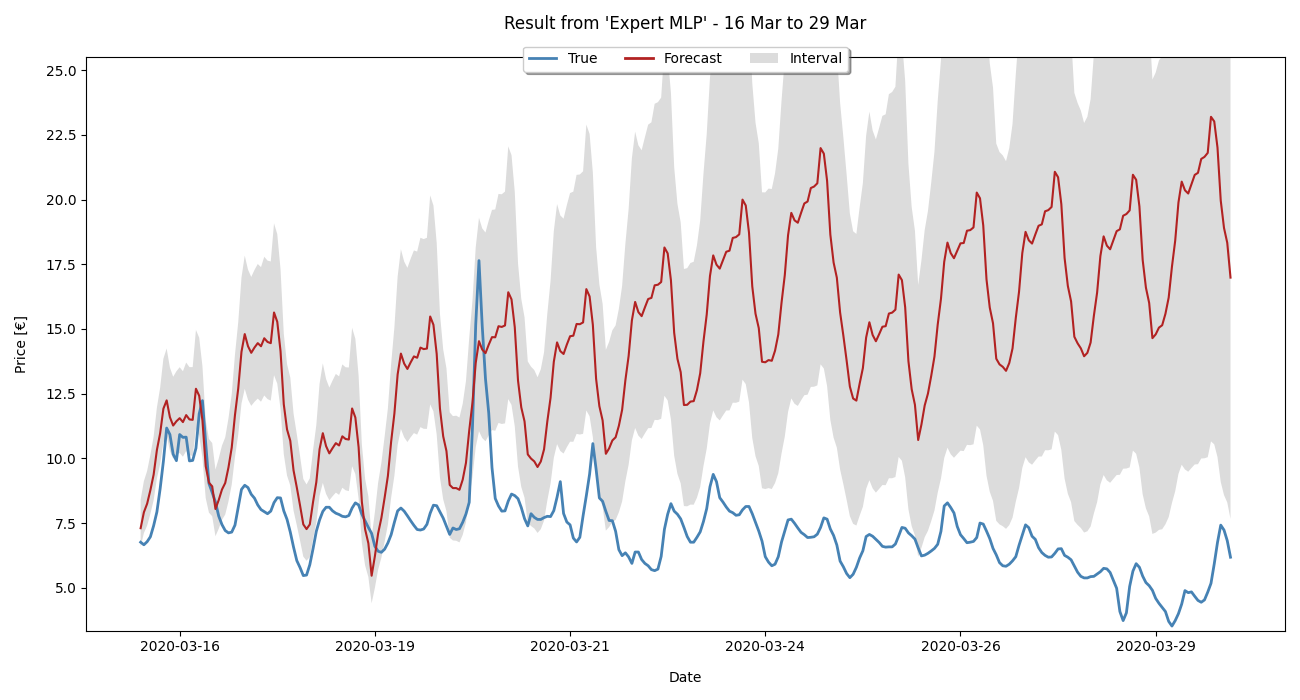 Result from 'Expert MLP' - 16 Mar to 29 Mar
True Forecast Interval
25.0
22.5
20.0
17.5
15.0
12.5
10.0
7.5
5.0
Price [€]
2020-03-16 2020-03-19 2020-03-21 2020-03-24 2020-03-26 2020-03-29
Date